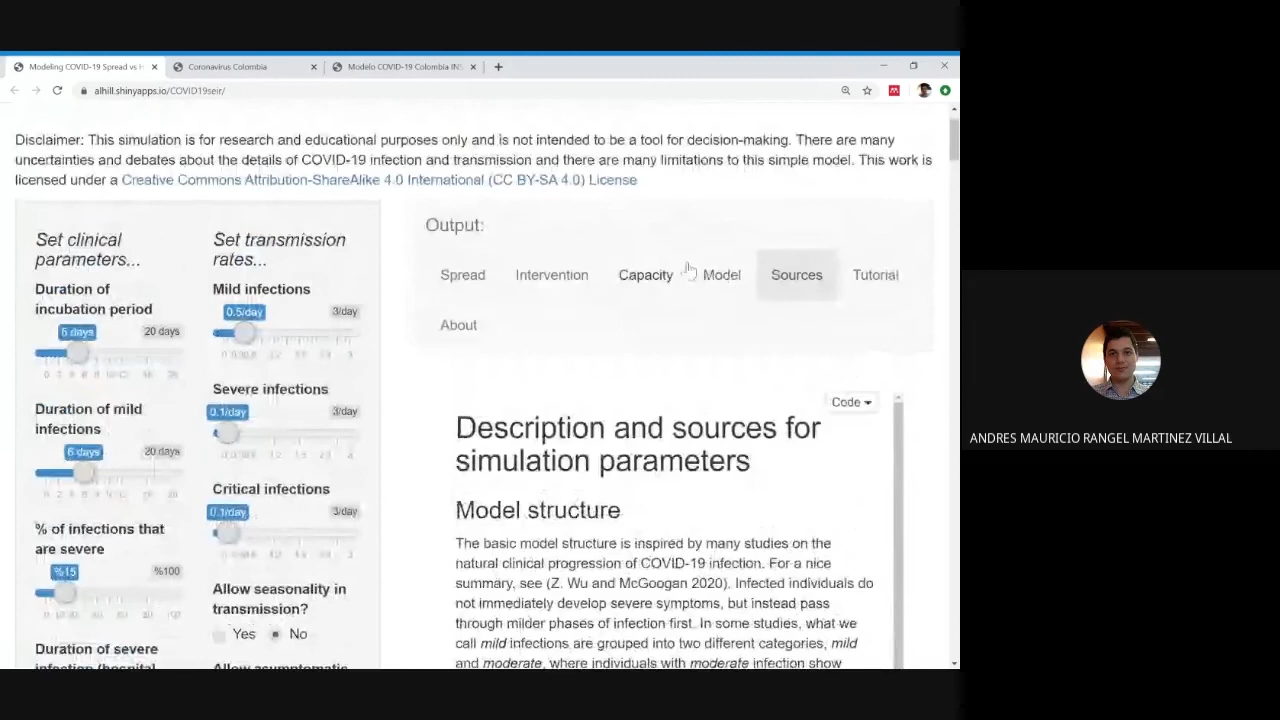 Modeling COVID-19 Spread vs H
Coronavirus Colombia
Modelo COVID-19 Colombia INS
alhill.shinyapps.io/COVID19seir/
Disclaimer: This simulation is for research and educational purposes only and is not intended to be a tool for decision-making. There are many
uncertainties and debates about the details of COVID-19 infection and transmission and there are many limitations to this simple model. This work is
licensed under a Creative Commons Attribution-ShareAlike 4.0 International (CC BY-SA 4.0) License
Set clinical
parameters...
Duration of
incubation period
5 days 20 days
Duration of mild
infections
6 days 20 days
% of infections that
are severe
%15 %100
Duration of severe
infection (hospital
Set transmission
rates...
Mild infections
0.5/day 3/day
Severe infections
0.1/day 3/day
Critical infections
0.1/day 3/day
Allow seasonality in
transmission?
Yes No
Allow asymptomatic
Output:
Spread Intervention Capacity Model Sources Tutorial
About
Code
Description and sources for
simulation parameters
Model structure
The basic model structure is inspired by many studies on the
natural clinical progression of COVID-19 infection. For a nice
summary, see (Z. Wu and McGoogan 2020). Infected individuals do
not immediately develop severe symptoms, but instead pass
through milder phases of infection first. In some studies, what we
call mild infections are grouped into two different categories, mild
and moderate, where individuals with moderate infection show
ANDRES MAURICIO RANGEL MARTINEZ VILLAL